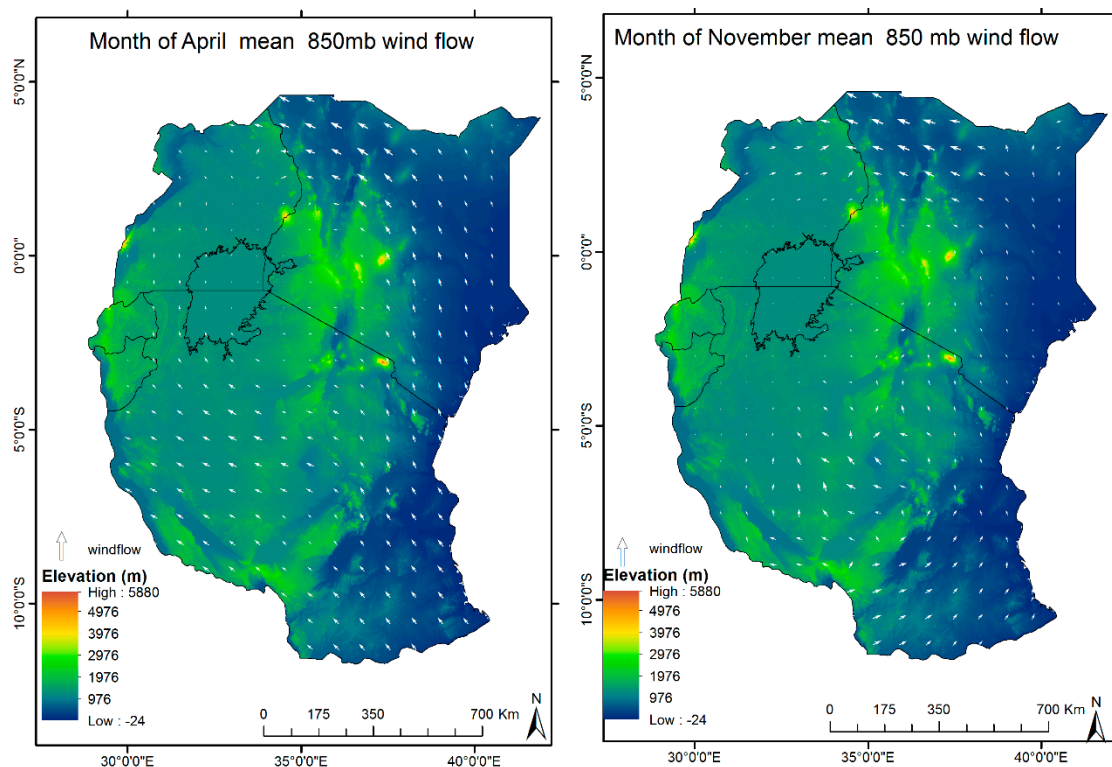 Month of April mean 850mb wind flow
5°0'0"N
0°0'0"
5°0'0"S
10°0'0"S
windflow
Elevation (m)
High : 5880
4976
3976
2976
1976
976
Low : -24
0 175 350 700 Km
N
30°0'0"E 35°0'0"E 40°0'0"E
Month of November mean 850 mb wind flow
5°0'0"N
0°0'0"
5°0'0"S
10°0'0"S
windflow
Elevation (m)
High : 5880
4976
3976
2976
1976
976
Low : -24
0 175 350 700 Km
N
30°0'0"E 35°0'0"E 40°0'0"E